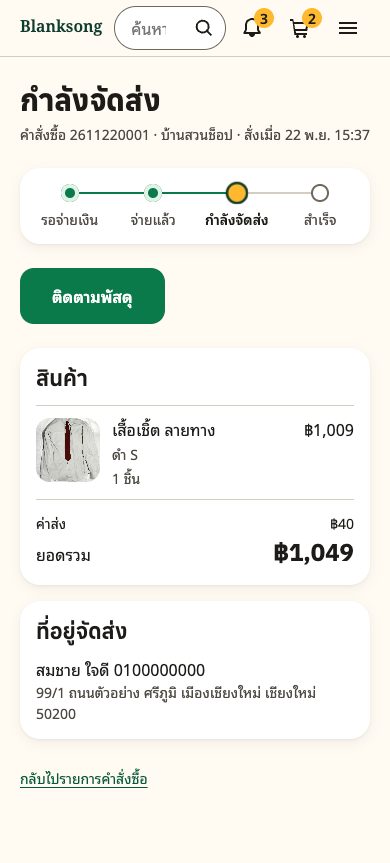 Blanksong
ค้นหา
3
2
กำลังจัดส่ง
คำสั่งซื้อ 2611220001 · บ้านสวนช็อป · สั่งเมื่อ 22 พ.ย. 15:37
รอจ่ายเงิน จ่ายแล้ว กำลังจัดส่ง สำเร็จ
ติดตามพัสดุ
สินค้า
เสื้อเชิ้ต ลายทาง ฿1,009
ดำ S
1 ชิ้น
ค่าส่ง ฿40
ยอดรวม ฿1,049
ที่อยู่จัดส่ง
สมชาย ใจดี 0100000000
99/1 ถนนตัวอย่าง ศรีภูมิ เมืองเชียงใหม่ เชียงใหม่
50200
กลับไปรายการคำสั่งซื้อ